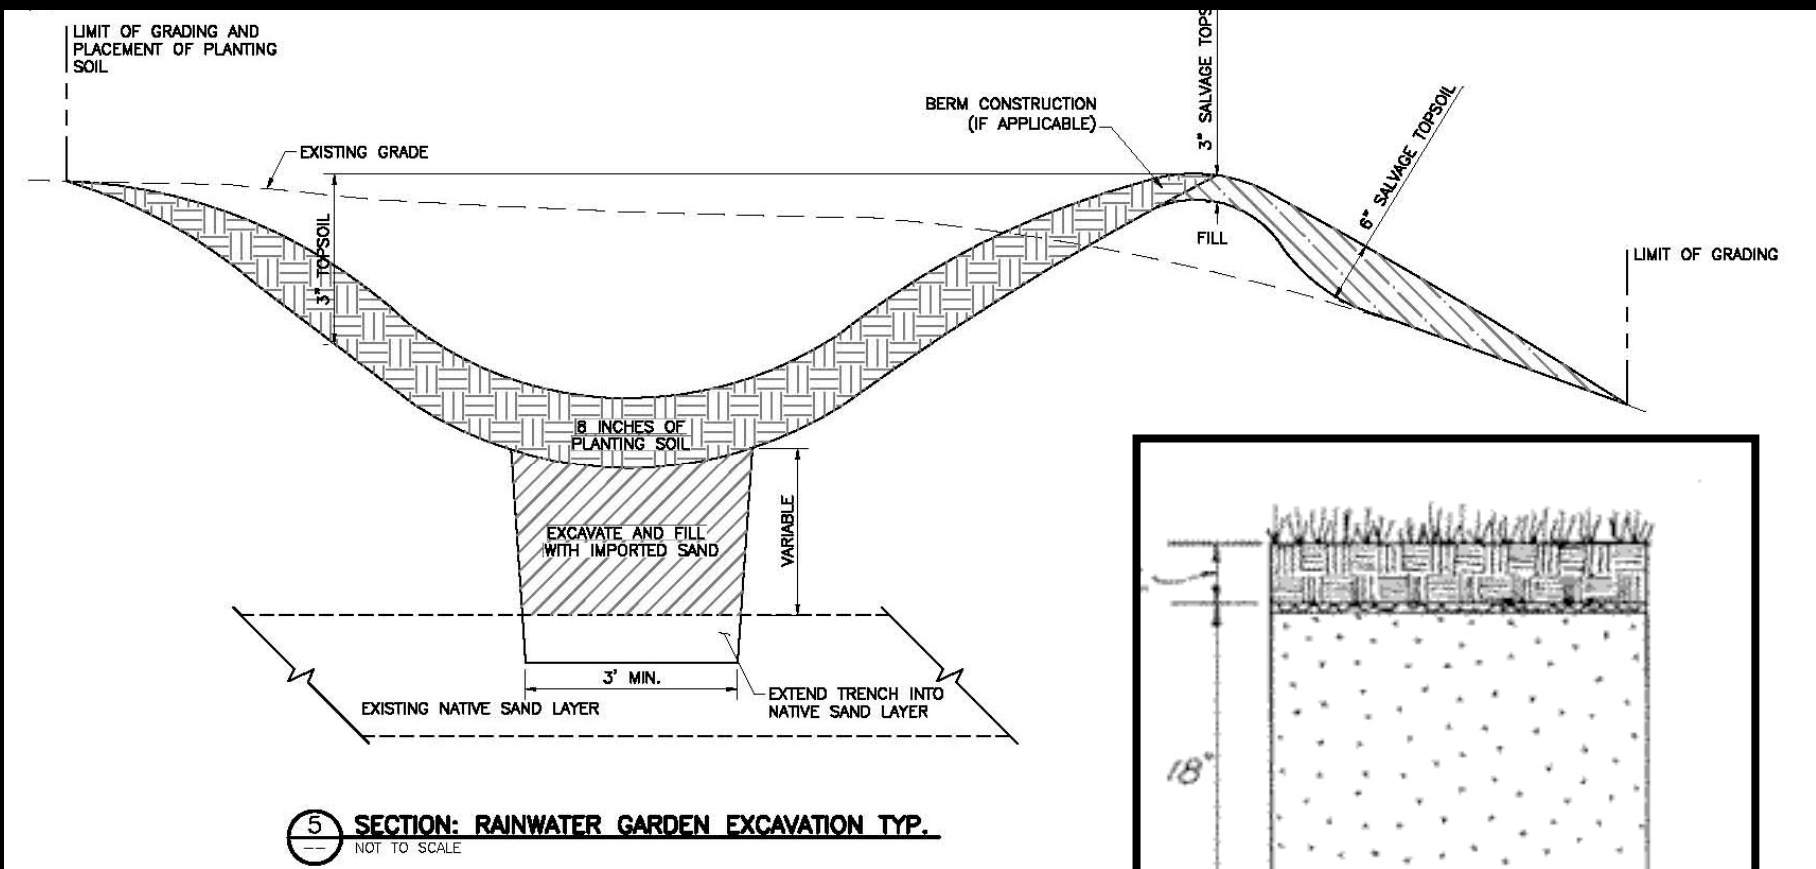 LIMIT OF GRADING AND
PLACEMENT OF PLANTING
SOIL
EXISTING GRADE
3" TOPSOIL
BERM CONSTRUCTION
(IF APPLICABLE)
3" SALVAGE TOPS
6" SALVAGE TOPSOIL
FILL
LIMIT OF GRADING
8 INCHES OF
PLANTING SOIL
EXCAVATE AND FILL
WITH IMPORTED SAND
VARIABLE
3' MIN.
EXTEND TRENCH INTO
NATIVE SAND LAYER
EXISTING NATIVE SAND LAYER
18"
5
--
SECTION: RAINWATER GARDEN EXCAVATION TYP.
NOT TO SCALE